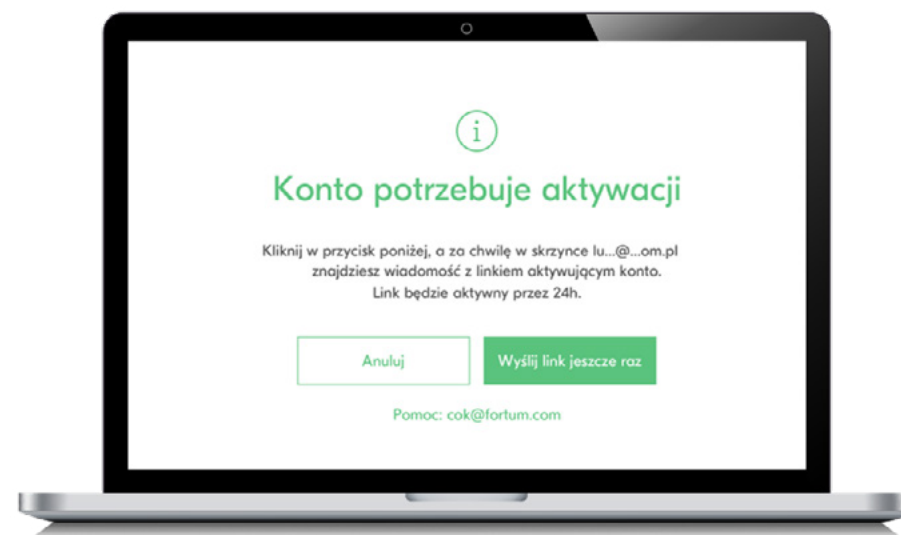 Konto potrzebuje aktywacji
Kliknij w przycisk poniżej, a za chwilę w skrzynce lu...@...om.pl
znajdziesz wiadomość z linkiem aktywującym konto.
Link będzie aktywny przez 24h.
Anuluj
Wyślij link jeszcze raz
Pomoc: cok@fortum.com